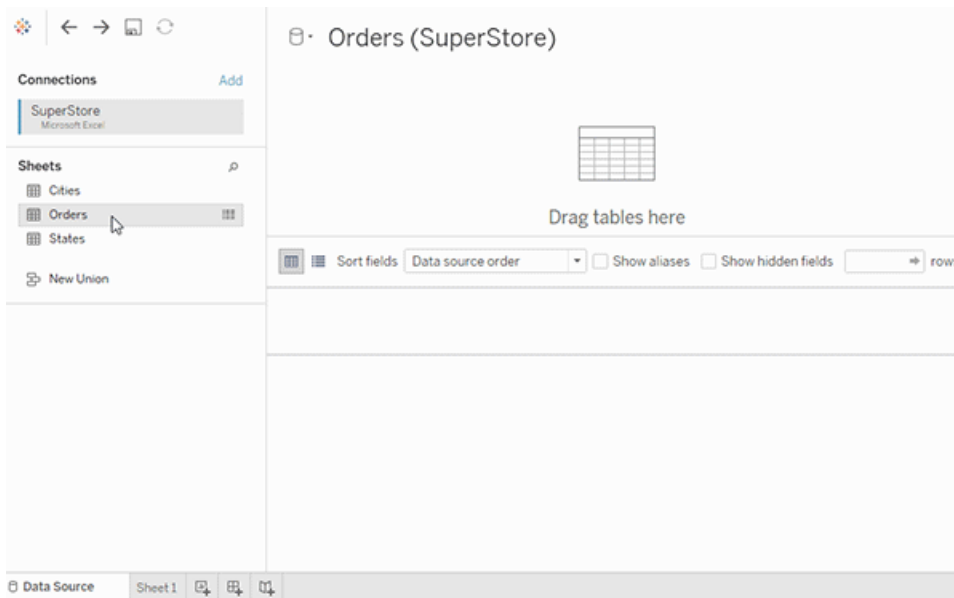 Orders (SuperStore)
Connections
Add
SuperStore
Microsoft Excel
Sheets
Cities
Orders
States
New Union
Drag tables here
Sort fields
Data source order
Show aliases
Show hidden fields
row
Data Source
Sheet 1